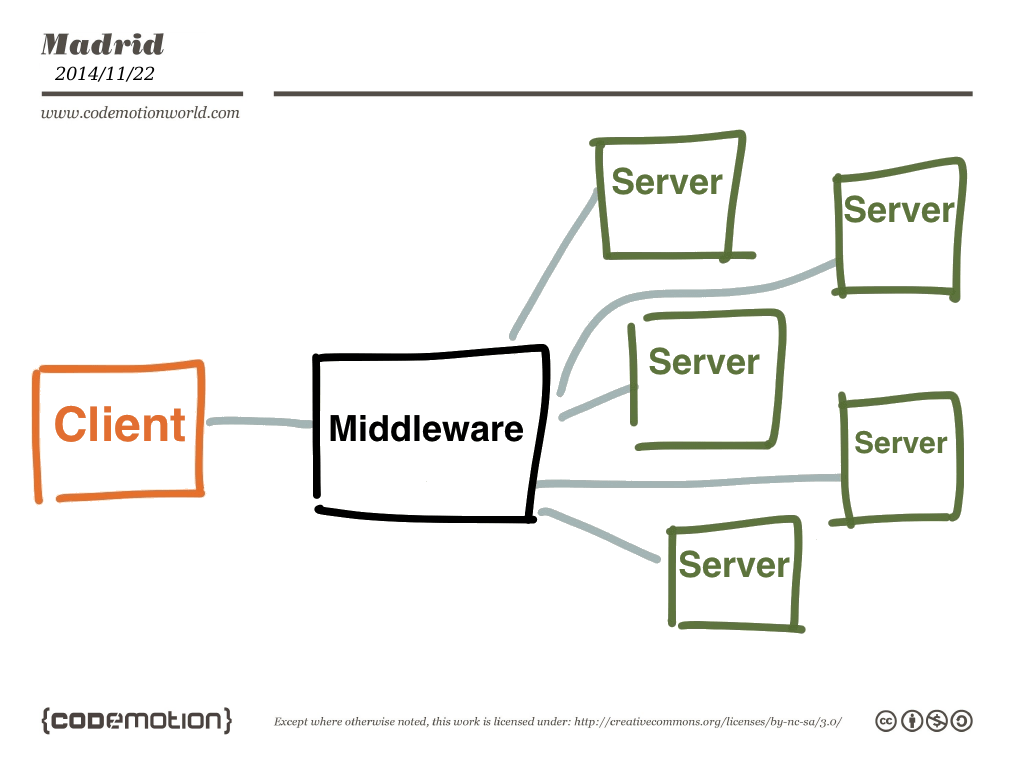 Madrid
2014/11/22
www.codemotionworld.com
Server
Server
Server
Client
Middleware
Server
Server
{CODEMOTION}
Except where otherwise noted, this work is licensed under: http://creativecommons.org/licenses/by-nc-sa/3.0/
cc